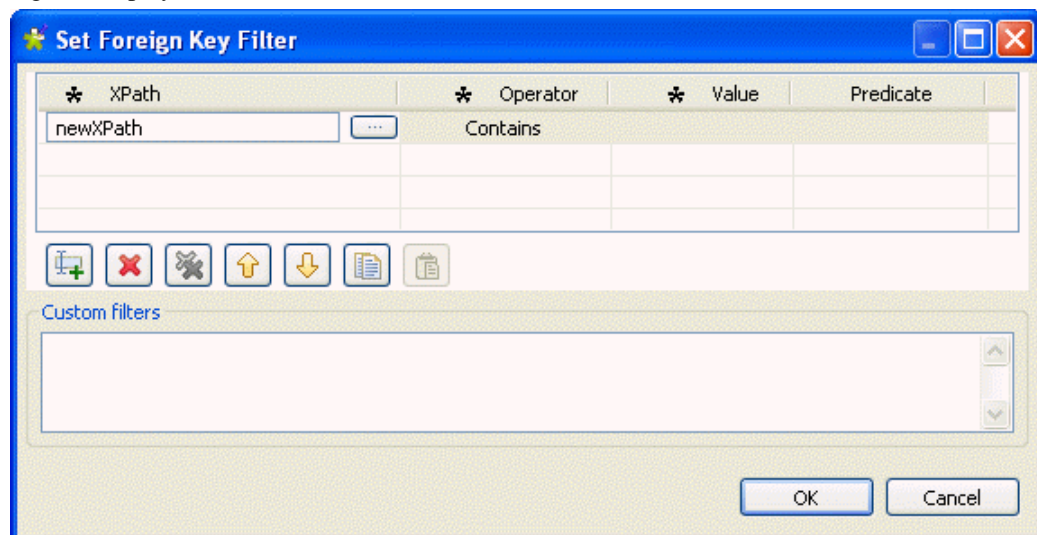 Set Foreign Key Filter
* XPath * Operator * Value Predicate
newXPath ... Contains
Custom filters
OK Cancel